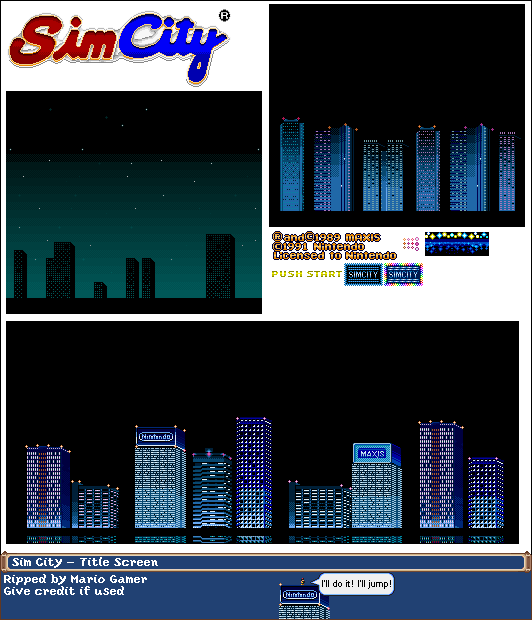 SimCity®
® and ©1989 MAXIS
©1991 Nintendo
Licensed to Nintendo
PUSH START
SIMCITY
SIMCITY
Nintendo
MAXIS
Sim City - Title Screen
Ripped by Mario Gamer
Give credit if used
I'll do it! I'll jump!
Nintendo